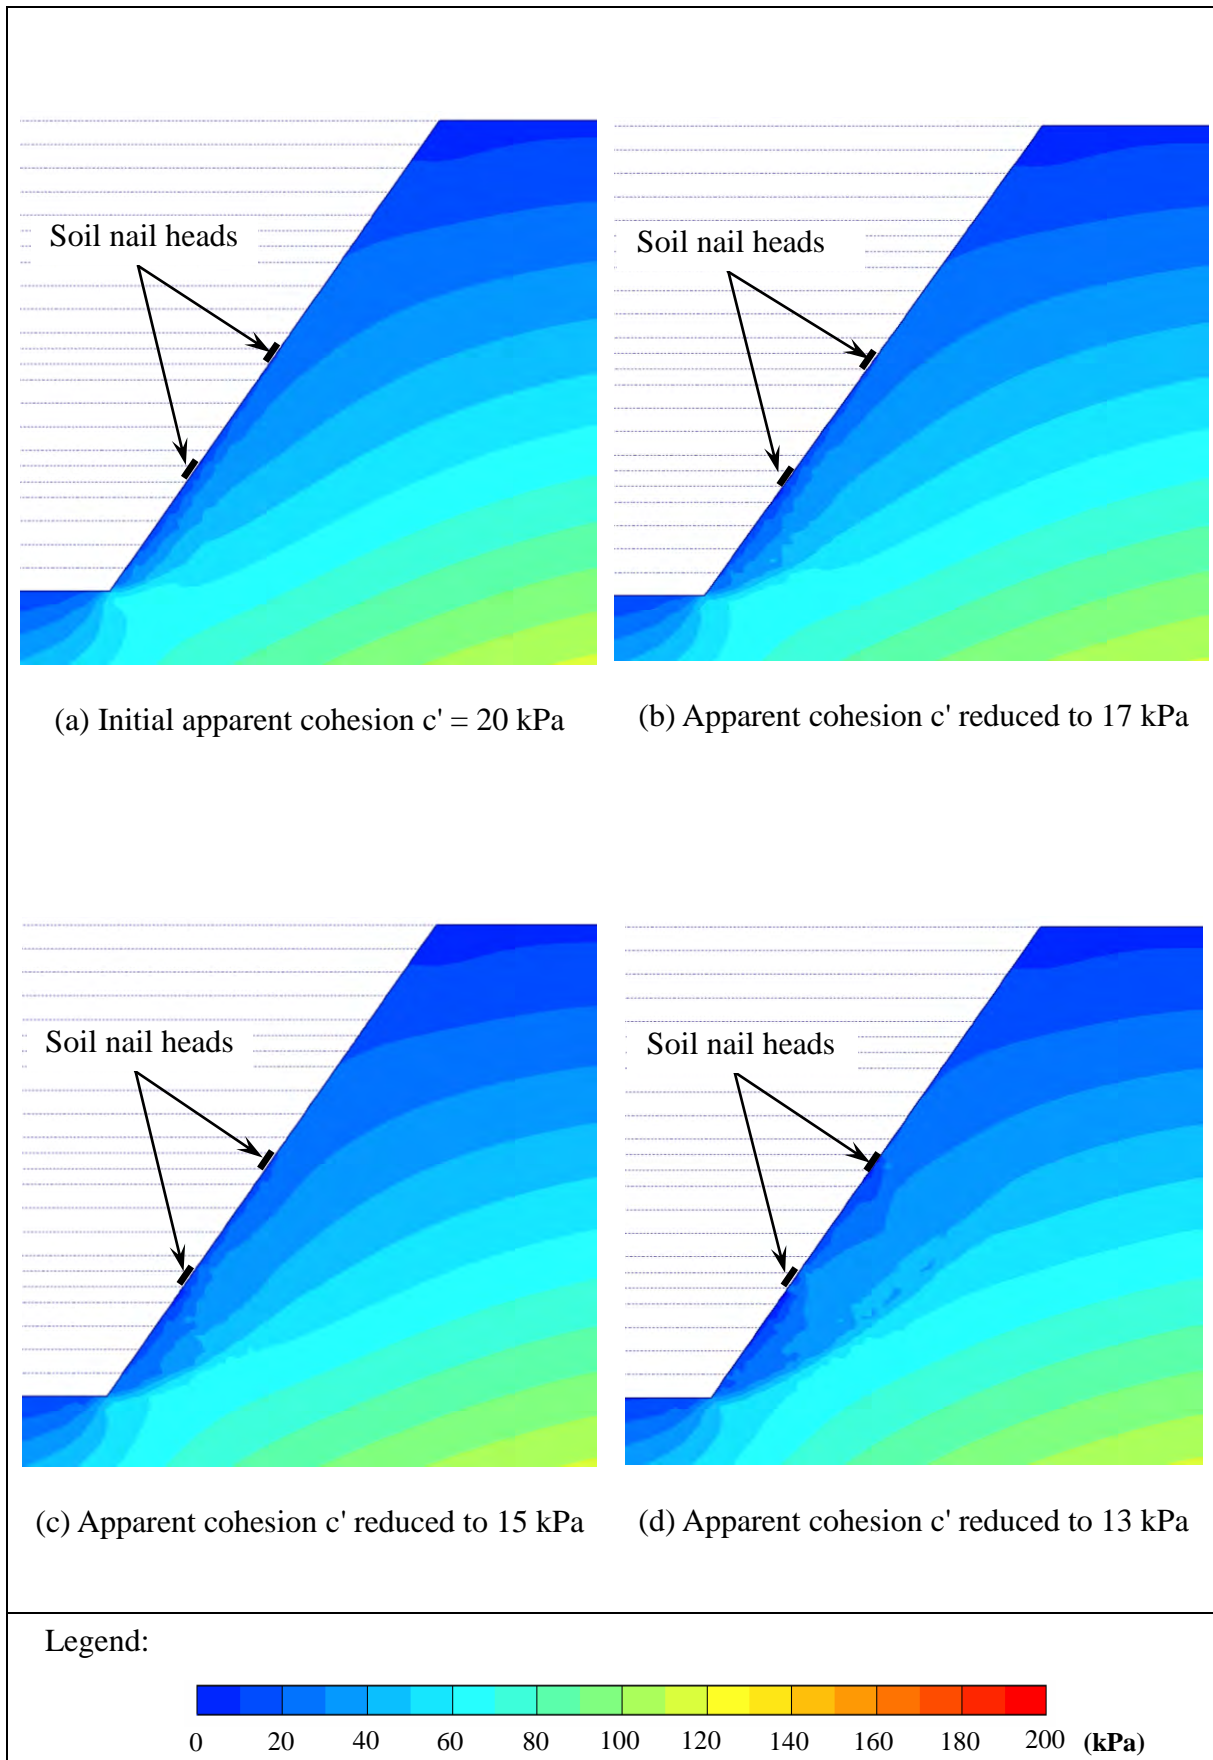 Soil nail heads
Soil nail heads
(a) Initial apparent cohesion c' = 20 kPa
(b) Apparent cohesion c' reduced to 17 kPa
Soil nail heads
Soil nail heads
(c) Apparent cohesion c' reduced to 15 kPa
(d) Apparent cohesion c' reduced to 13 kPa
Legend:
0 20 40 60 80 100 120 140 160 180 200 (kPa)